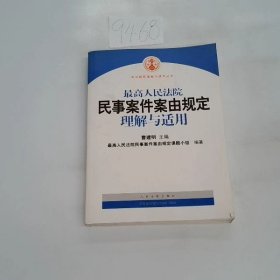 9468
最高人民法院
民事案件案由规定
理解与适用
曹建明 主编
最高人民法院民事案件案由规定课题小组 编著